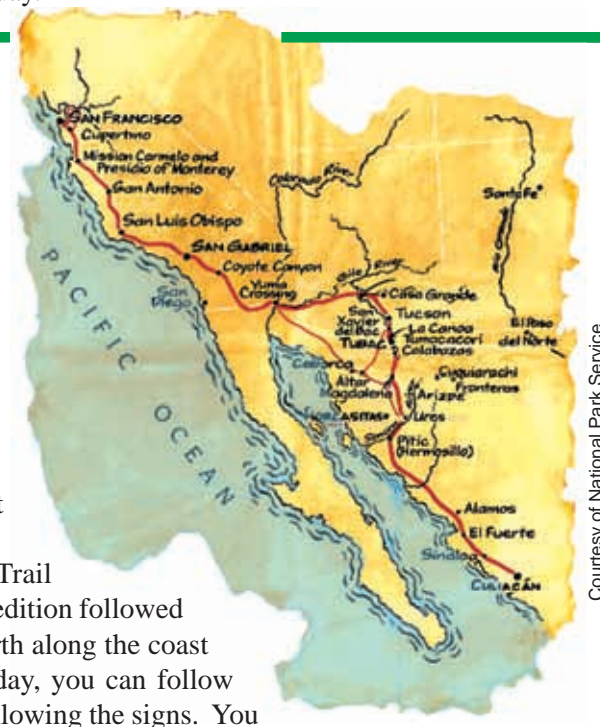 SAN FRANCISCO
Cupertino
Mission Carmelo and
Presidio of Monterey
San Antonio
San Luis Obispo
SAN GABRIEL
Coyote Canyon
Yuma
Crossing
San
Diego
PACIFIC OCEAN
Colorado River
Gila River
Santa Fe
El Paso
del Norte
Casa Grande
San
Xavier
del Bac
Tucson
La Canoa
TUBAC
Tumacacori
Calabazas
Caborca
Altar
Magdalena
Cuquiarachi
Fronteras
Arizpe
Ures
Pitic
(Hermosillo)
Alamos
El Fuerte
Sinaloa
CULIACÁN
Courtesy of National Park Service
Trail
followed
rth along the coast
day, you can follow
llowing the signs. You